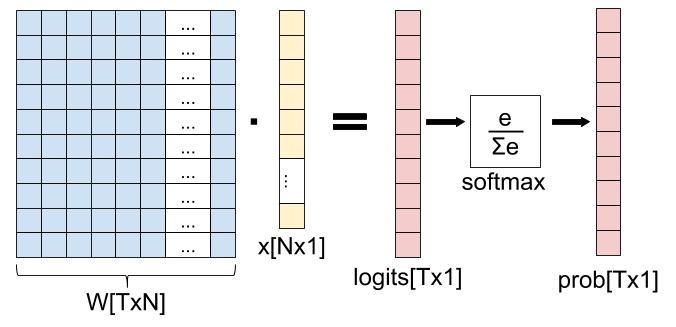 ...
...
...
...
...
...
...
...
...
...
·
=
...
e
Σe
softmax
x[Nx1]
logits[Tx1]
prob[Tx1]
W[TxN]